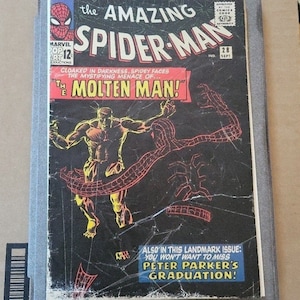 the AMAZING
SPIDER-MAN
MARVEL
12¢
28
SEPT
CLOAKED IN DARKNESS, SPIDEY FACES
THE MYSTIFYING MENACE OF...
THE MOLTEN MAN!
ALSO IN THIS LANDMARK ISSUE:
YOU WON'T WANT TO MISS
PETER PARKER'S
GRADUATION!